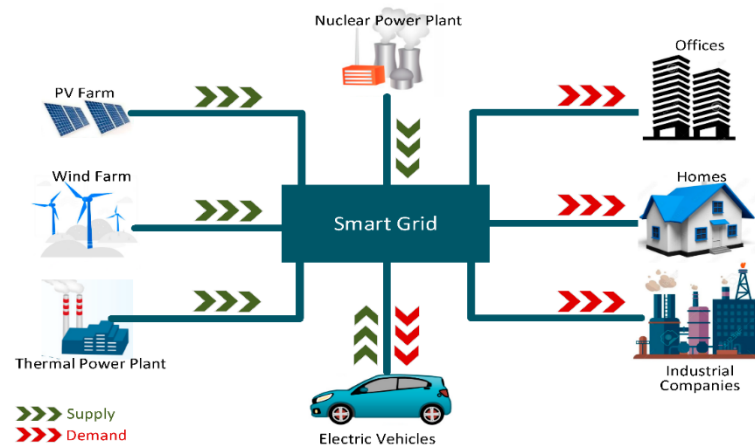 Nuclear Power Plant
Offices
PV Farm
Wind Farm
Homes
Smart Grid
Thermal Power Plant
Industrial
Companies
Supply
Demand
Electric Vehicles